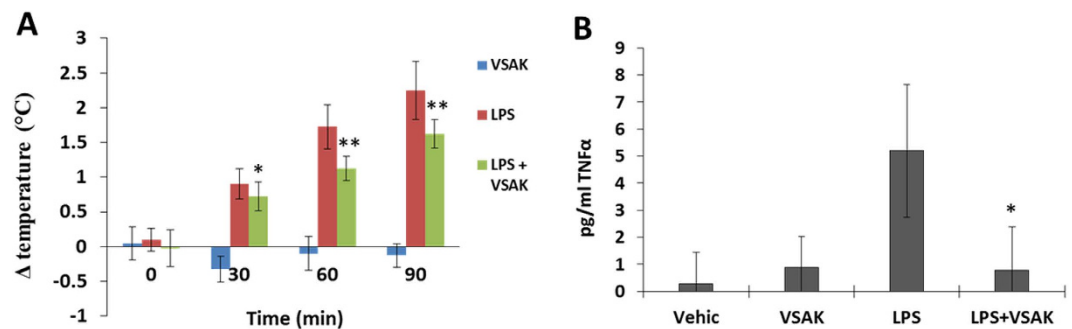 A
3
2.5
2
1.5
1
0.5
0
-0.5
-1
Δ temperature (°C)
*
**
**
0 30 60 90
Time (min)
VSAK
LPS
LPS +
VSAK
B
9
8
7
6
5
4
3
2
1
0
pg/ml TNFα
*
Vehic VSAK LPS LPS+VSAK